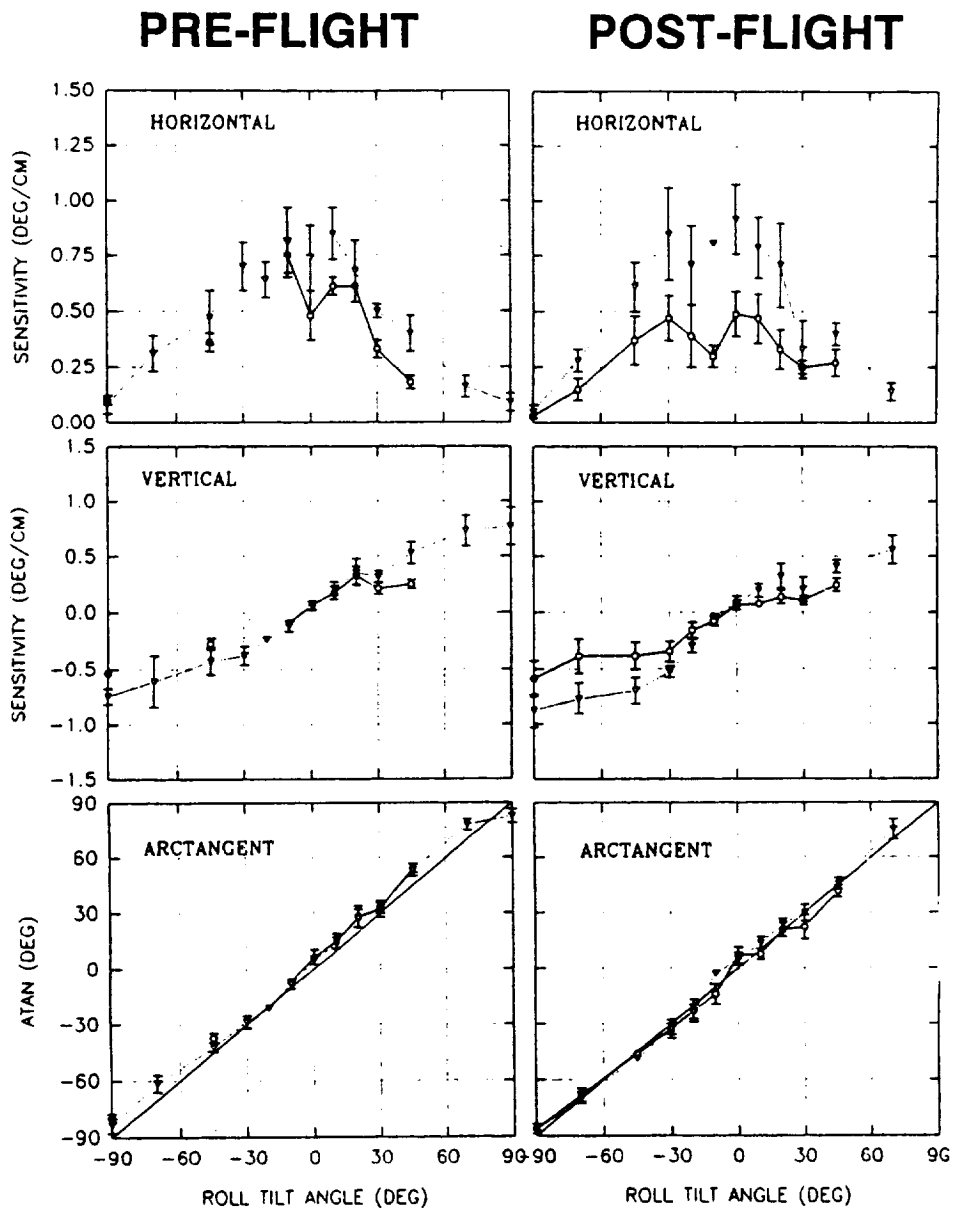 PRE-FLIGHT
POST-FLIGHT
1.50
1.25
1.00
0.75
0.50
0.25
0.00
SENSITIVITY (DEG/CM)
HORIZONTAL
HORIZONTAL
1.5
1.0
0.5
0.0
-0.5
-1.0
-1.5
SENSITIVITY (DEG/CM)
VERTICAL
VERTICAL
90
60
30
0
-30
-60
-90
ATAN (DEG)
ARCTANGENT
ARCTANGENT
-90 -60 -30 0 30 60 90
-90 -60 -30 0 30 60 90
ROLL TILT ANGLE (DEG)
ROLL TILT ANGLE (DEG)